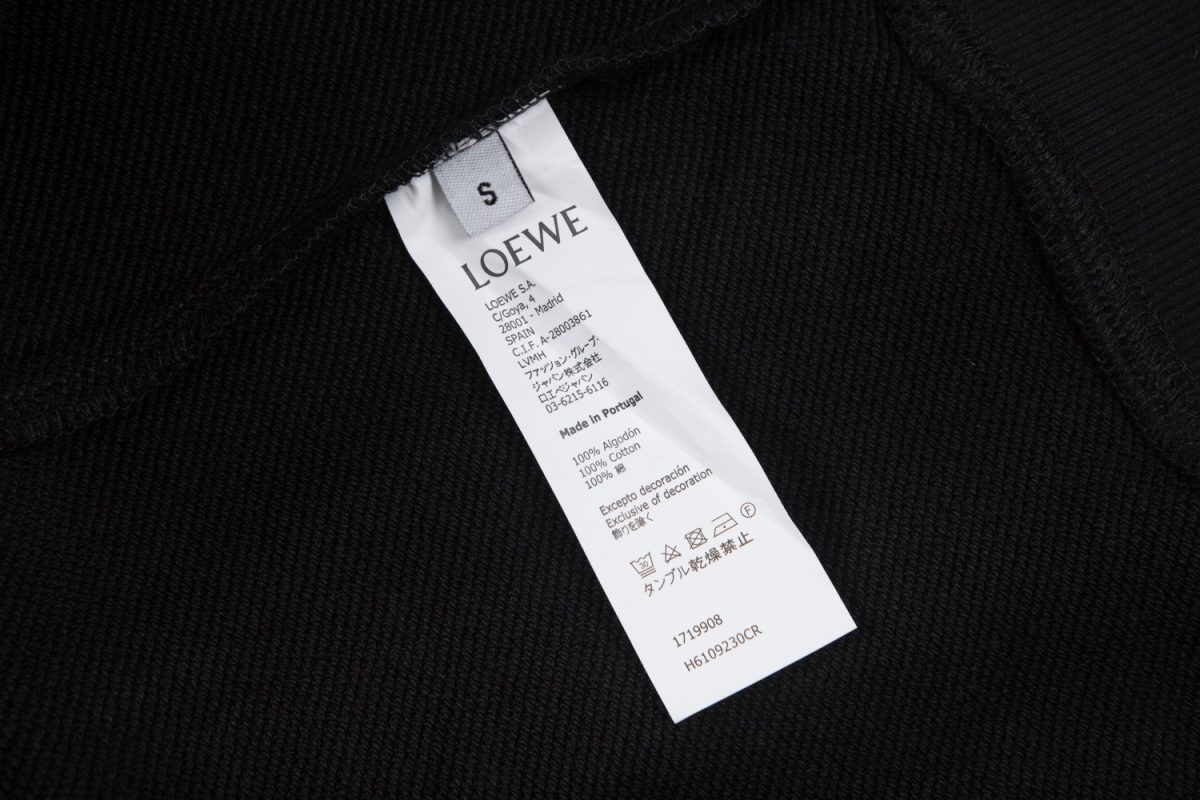 S
LOEWE
LOEWE S.A.
C/Goya, 4
28001 - Madrid
SPAIN
C.I.F. A-28003861
LVMH
ファッション・グループ・
ジャパン株式会社
ロエベジャパン
03-6215-6116
Made in Portugal
100% Algodón
100% Cotton
100% 綿
Excepto decoración
Exclusive of decoration
飾りを除く
30
F
タンブル乾燥禁止
1719908
H6109230CR